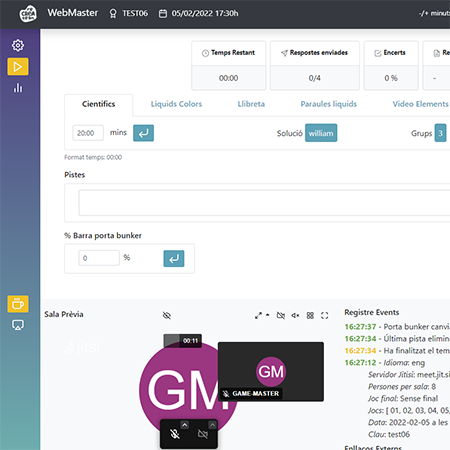 CREA
WebMaster TEST06 05/02/2022 17:30h -/+ minuts
Temps Restant Respostes enviades Encerts Re
00:00 0/4 0 % -
Científics Liquids Colors Llibreta Paraules líquids Video Elements
20:00 mins Solució william Grups 3
Format temps: 00:00
Pistes
% Barra porta bunker
0 %
Sala Prèvia
00:11
GM
GM
GAME-MASTER
Registre Events
16:27:37 - Porta bunker canvi
16:27:34 - Última pista elimin
16:27:34 - Ha finalitzat el tem
16:27:12 - Idioma: eng
Servidor Jitisi: meet.jit.si
Persones per sala: 8
Joc final: Sense final
Jocs: [ 01, 02, 03, 04, 05,
Data: 2022-02-05 a les
Clau: test06
Enllaços Externs